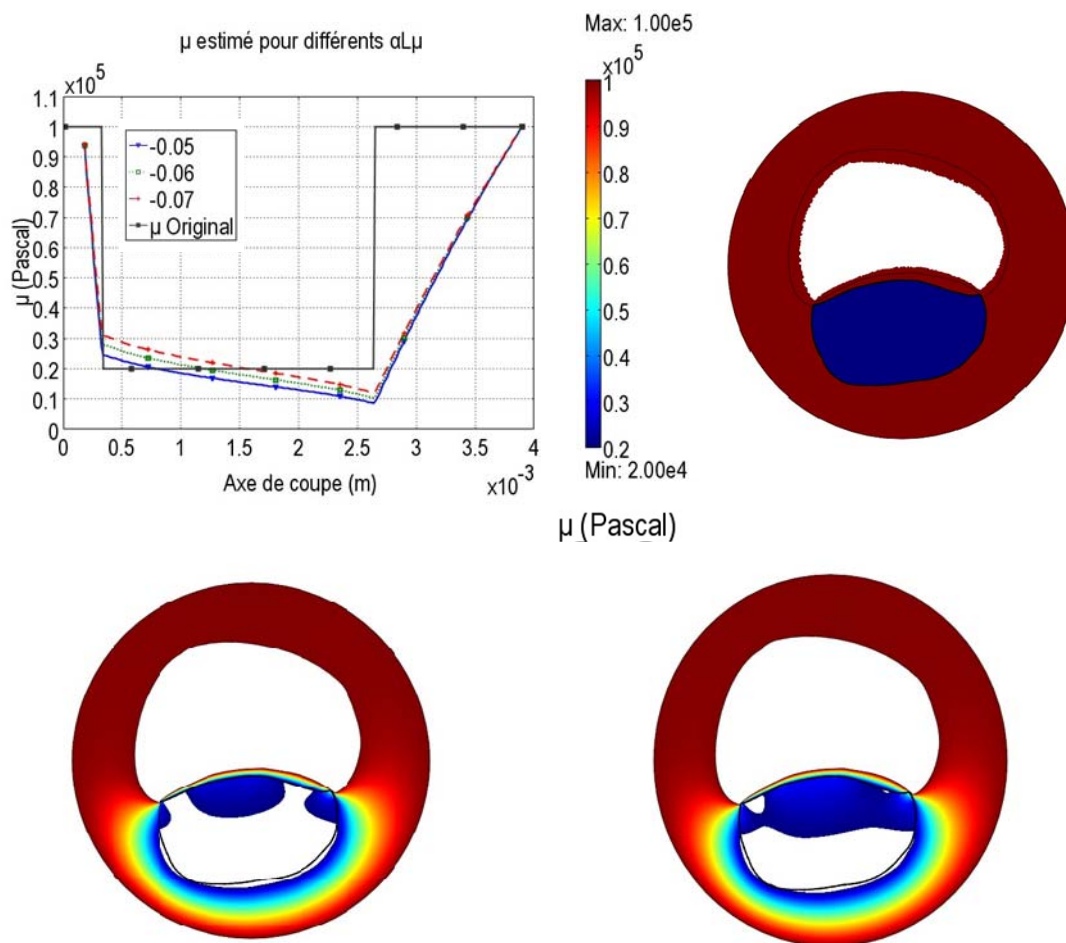 μ estimé pour différents αLμ
x10^5
1.1
1
0.9
0.8
0.7
0.6
0.5
0.4
0.3
0.2
0.1
0
μ (Pascal)
-0.05
-0.06
-0.07
μ Original
0 0.5 1 1.5 2 2.5 3 3.5 4
Axe de coupe (m)
x10^-3
Max: 1.00e5
x10^5
1
0.9
0.8
0.7
0.6
0.5
0.4
0.3
0.2
Min: 2.00e4
μ (Pascal)